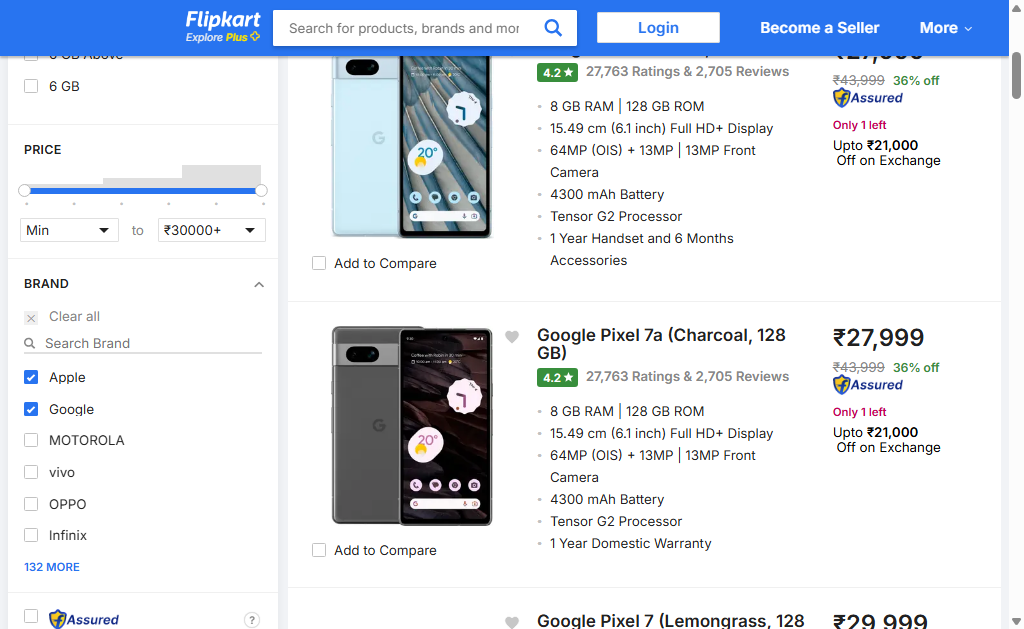 Flipkart
Explore Plus
Search for products, brands and mor
Login
Become a Seller
More
6 GB
PRICE
Min
to
₹30000+
BRAND
Clear all
Search Brand
Apple
Google
MOTOROLA
vivo
OPPO
Infinix
132 MORE
Assured
?
4.2★ 27,763 Ratings & 2,705 Reviews
8 GB RAM | 128 GB ROM
15.49 cm (6.1 inch) Full HD+ Display
64MP (OIS) + 13MP | 13MP Front
Camera
4300 mAh Battery
Tensor G2 Processor
1 Year Handset and 6 Months
Accessories
₹43,999 36% off
Assured
Only 1 left
Upto ₹21,000
Off on Exchange
20°
Add to Compare
Google Pixel 7a (Charcoal, 128
GB)
4.2★ 27,763 Ratings & 2,705 Reviews
8 GB RAM | 128 GB ROM
15.49 cm (6.1 inch) Full HD+ Display
64MP (OIS) + 13MP | 13MP Front
Camera
4300 mAh Battery
Tensor G2 Processor
1 Year Domestic Warranty
₹27,999
₹43,999 36% off
Assured
Only 1 left
Upto ₹21,000
Off on Exchange
20°
Add to Compare
Google Pixel 7 (Lemongrass, 128
₹29,999